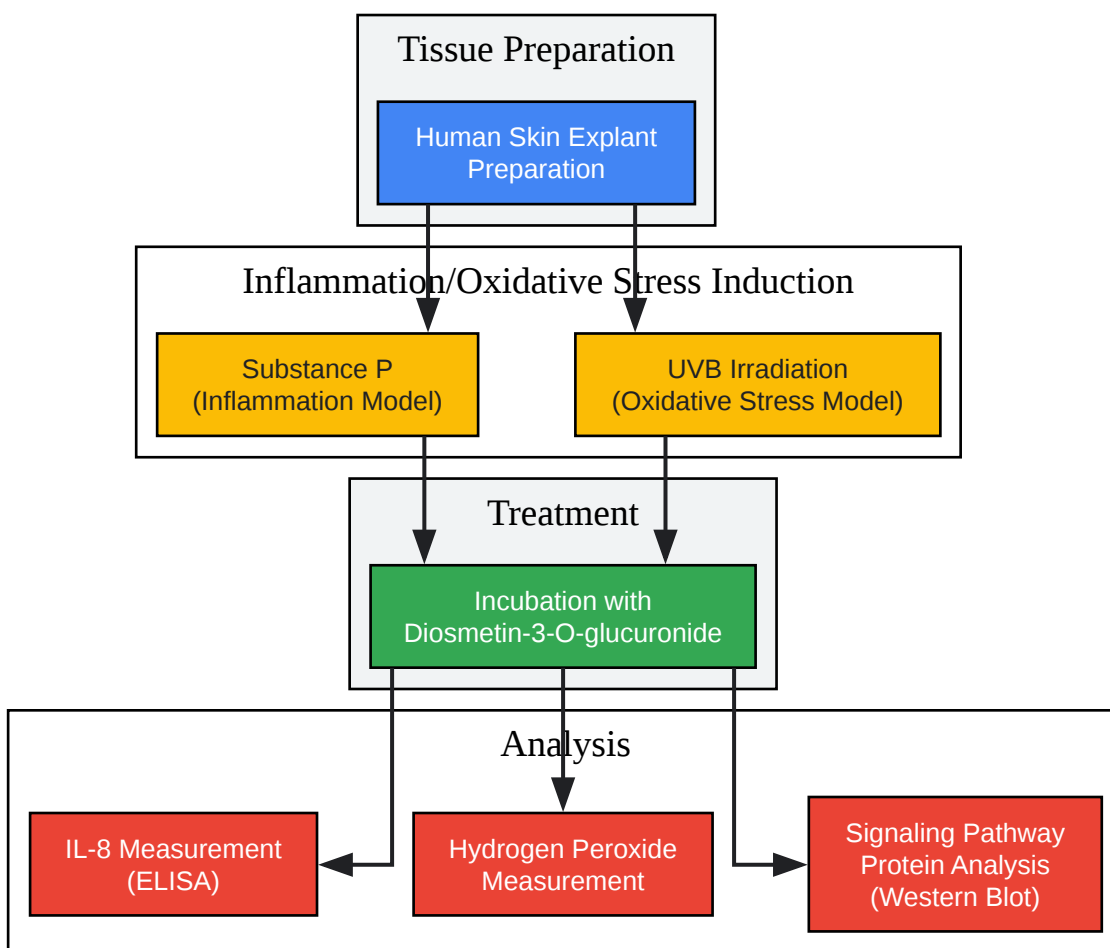 Tissue Preparation
Human Skin Explant
Preparation
Inflammation/Oxidative Stress Induction
Substance P
(Inflammation Model)
UVB Irradiation
(Oxidative Stress Model)
Treatment
Incubation with
Diosmetin-3-O-glucuronide
Analysis
IL-8 Measurement
(ELISA)
Hydrogen Peroxide
Measurement
Signaling Pathway
Protein Analysis
(Western Blot)